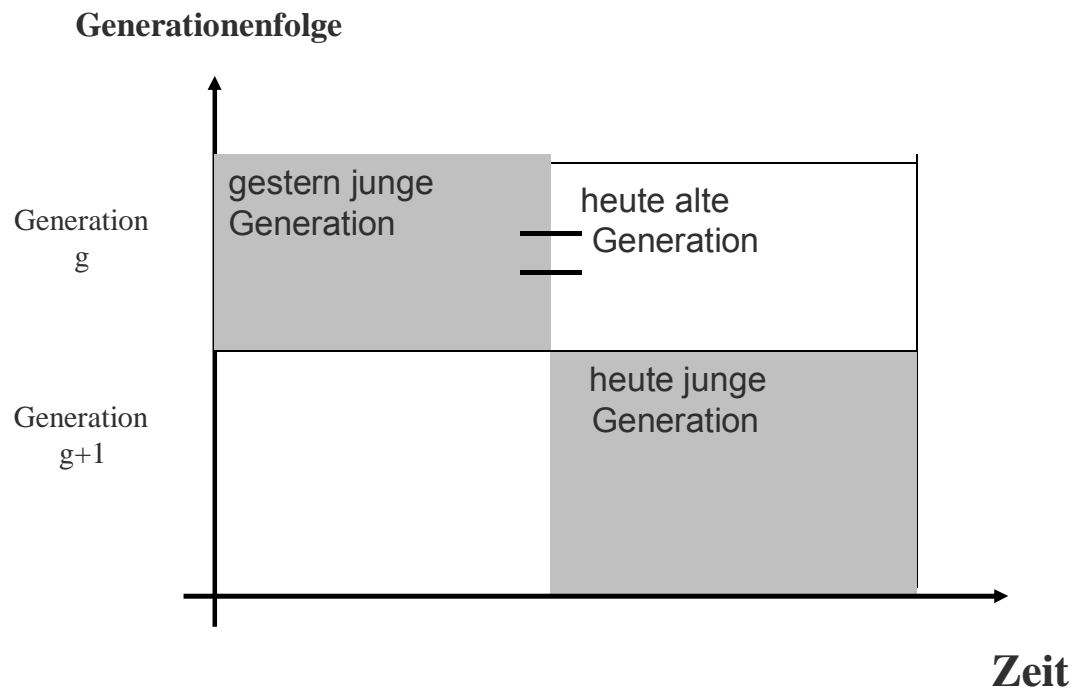 Generationenfolge
gestern junge
Generation
heute alte
Generation
Generation
g
heute junge
Generation
Generation
g+1
Zeit